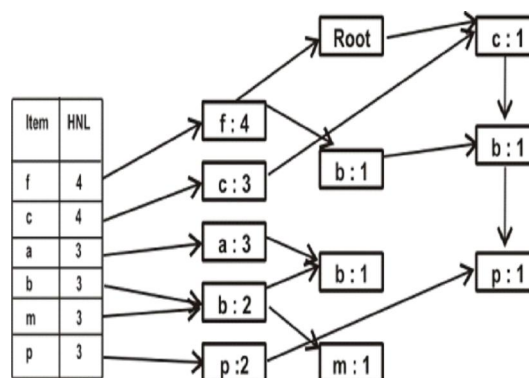 Root
c : 1
Item HNL
f : 4
b : 1
b : 1
f 4
c : 3
c 4
a 3
a : 3
b : 1
p : 1
b 3
b : 2
m 3
p 3
p :2
m : 1